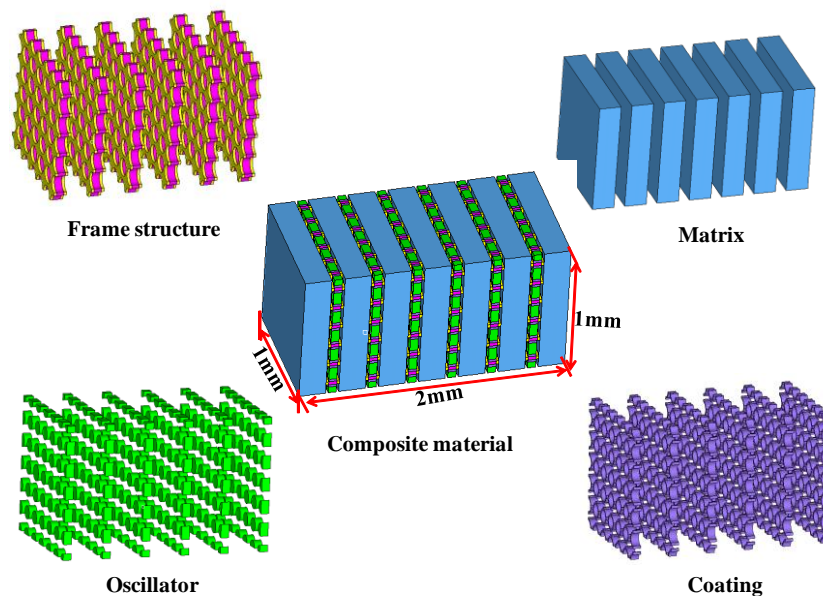 Frame structure
Matrix
1mm
1mm
2mm
Composite material
Oscillator
Coating